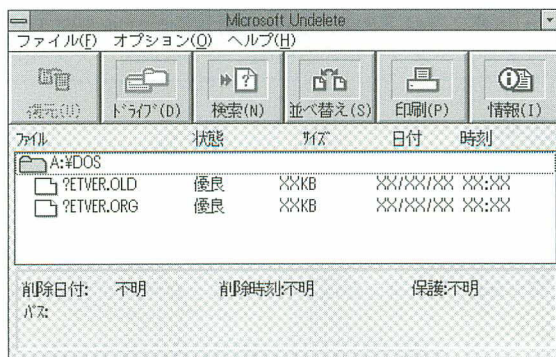 Microsoft Undelete
ファイル(F) オプション(O) ヘルプ(H)
復元(U) ﾄﾞﾗｲﾌﾞ(D) 検索(N) 並べ替え(S) 印刷(P) 情報(I)
ﾌｧｲﾙ 状態 ｻｲｽﾞ 日付 時刻
A:¥DOS
?ETVER.OLD 優良 XXKB XX/XX/XX XX:XX
?ETVER.ORG 優良 XXKB XX/XX/XX XX:XX
削除日付: 不明 削除時刻:不明 保護:不明
ﾊﾟｽ: